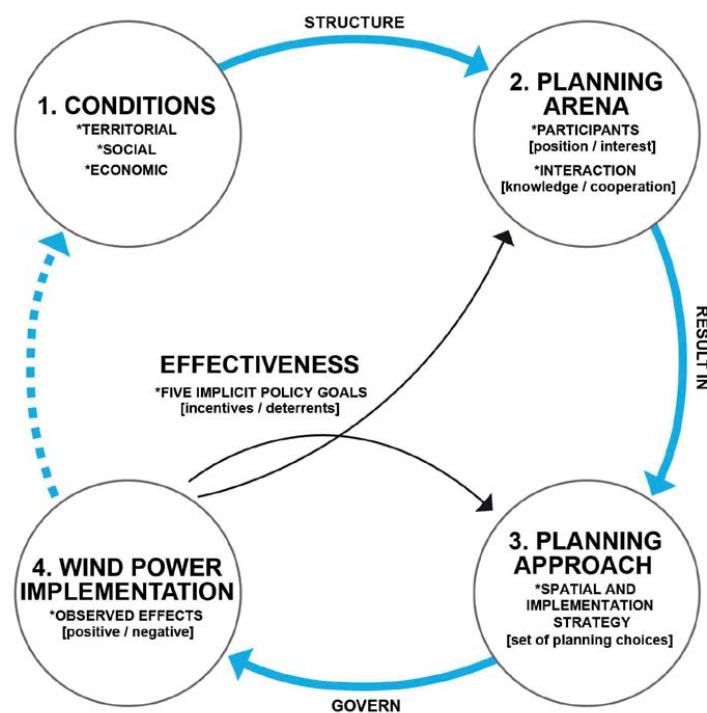 STRUCTURE
1. CONDITIONS
*TERRITORIAL
*SOCIAL
*ECONOMIC
2. PLANNING
ARENA
*PARTICIPANTS
[position / interest]
*INTERACTION
[knowledge / cooperation]
RESULT IN
EFFECTIVENESS
*FIVE IMPLICIT POLICY GOALS
[incentives / deterrents]
3. PLANNING
APPROACH
*SPATIAL AND
IMPLEMENTATION
STRATEGY
[set of planning choices]
4. WIND POWER
IMPLEMENTATION
*OBSERVED EFFECTS
[positive / negative]
GOVERN